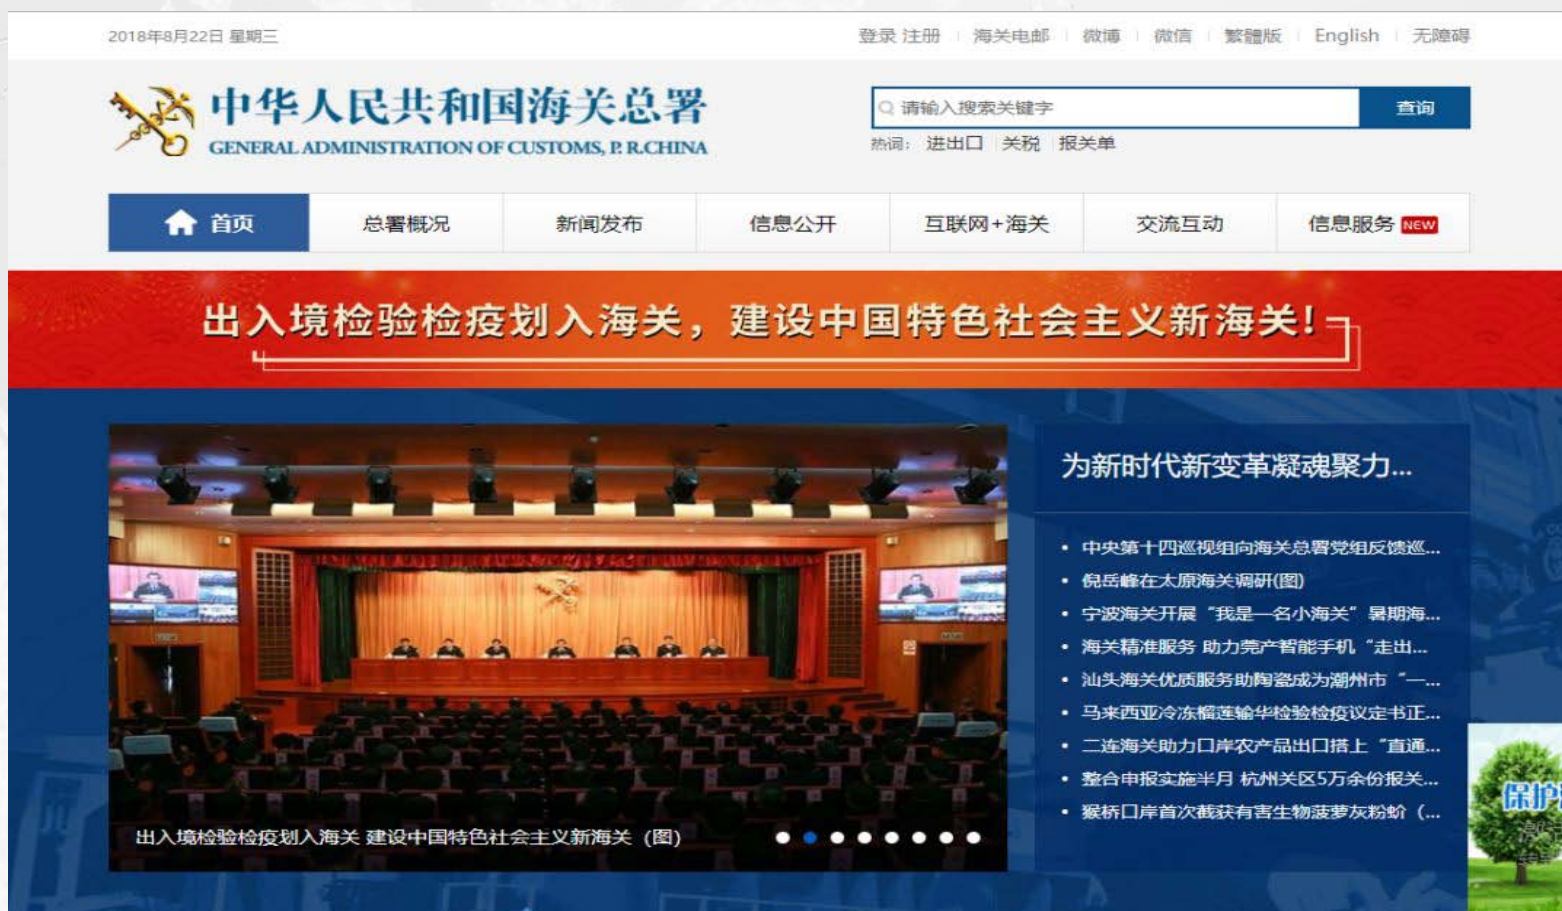 2018年8月22日 星期三
登录 注册 海关电邮 微博 微信 繁體版 English 无障碍
中华人民共和国海关总署
GENERAL ADMINISTRATION OF CUSTOMS, P. R.CHINA
请输入搜索关键字 查询
热词: 进出口 关税 报关单
首页 总署概况 新闻发布 信息公开 互联网+海关 交流互动 信息服务 NEW
出入境检验检疫划入海关，建设中国特色社会主义新海关!
为新时代新变革凝魂聚力...
中央第十四巡视组向海关总署党组反馈巡...
倪岳峰在太原海关调研(图)
宁波海关开展“我是一名小海关”暑期海...
海关精准服务 助力莞产智能手机“走出...
汕头海关优质服务助陶瓷成为潮州市“一...
马来西亚冷冻榴莲输华检验检疫议定书正...
二连海关助力口岸农产品出口搭上“直通...
整合申报实施半月 杭州关区5万余份报关...
猴桥口岸首次截获有害生物菠萝灰粉蚧（...
出入境检验检疫划入海关 建设中国特色社会主义新海关（图）
保护